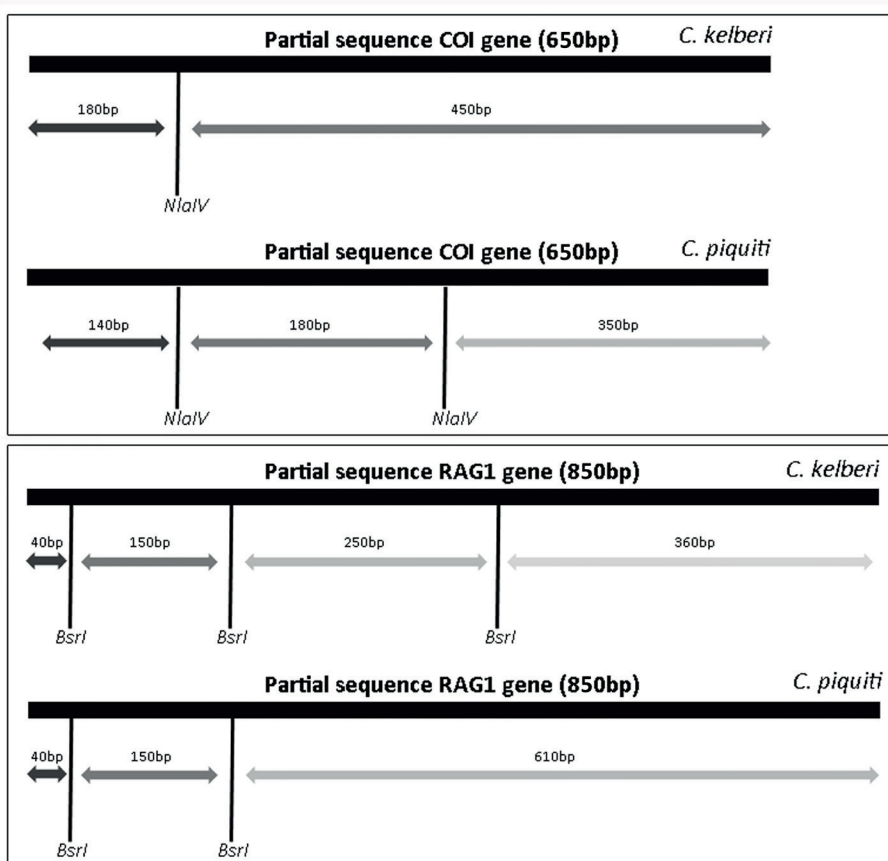 Partial sequence COI gene (650bp) C. kelberi
180bp 450bp
NlaIV
Partial sequence COI gene (650bp) C. piquiti
140bp 180bp 350bp
NlaIV NlaIV
Partial sequence RAG1 gene (850bp) C. kelberi
40bp 150bp 250bp 360bp
BsrI BsrI BsrI
Partial sequence RAG1 gene (850bp) C. piquiti
40bp 150bp 610bp
BsrI BsrI